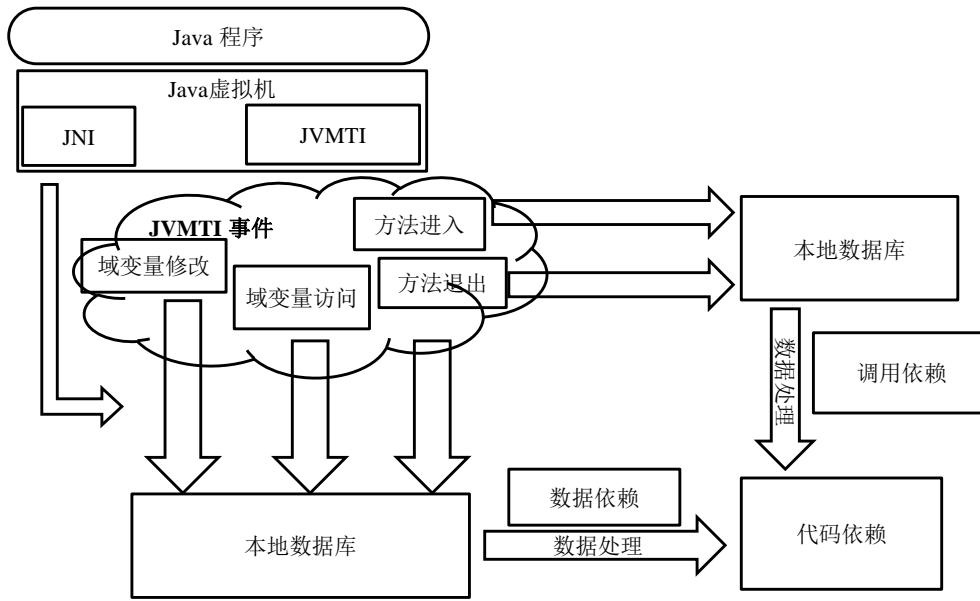 Java 程序
Java虚拟机
JNI
JVMTI
JVMTI 事件
方法进入
域变量修改
域变量访问
方法退出
本地数据库
数据处理
调用依赖
本地数据库
数据依赖
数据处理
代码依赖